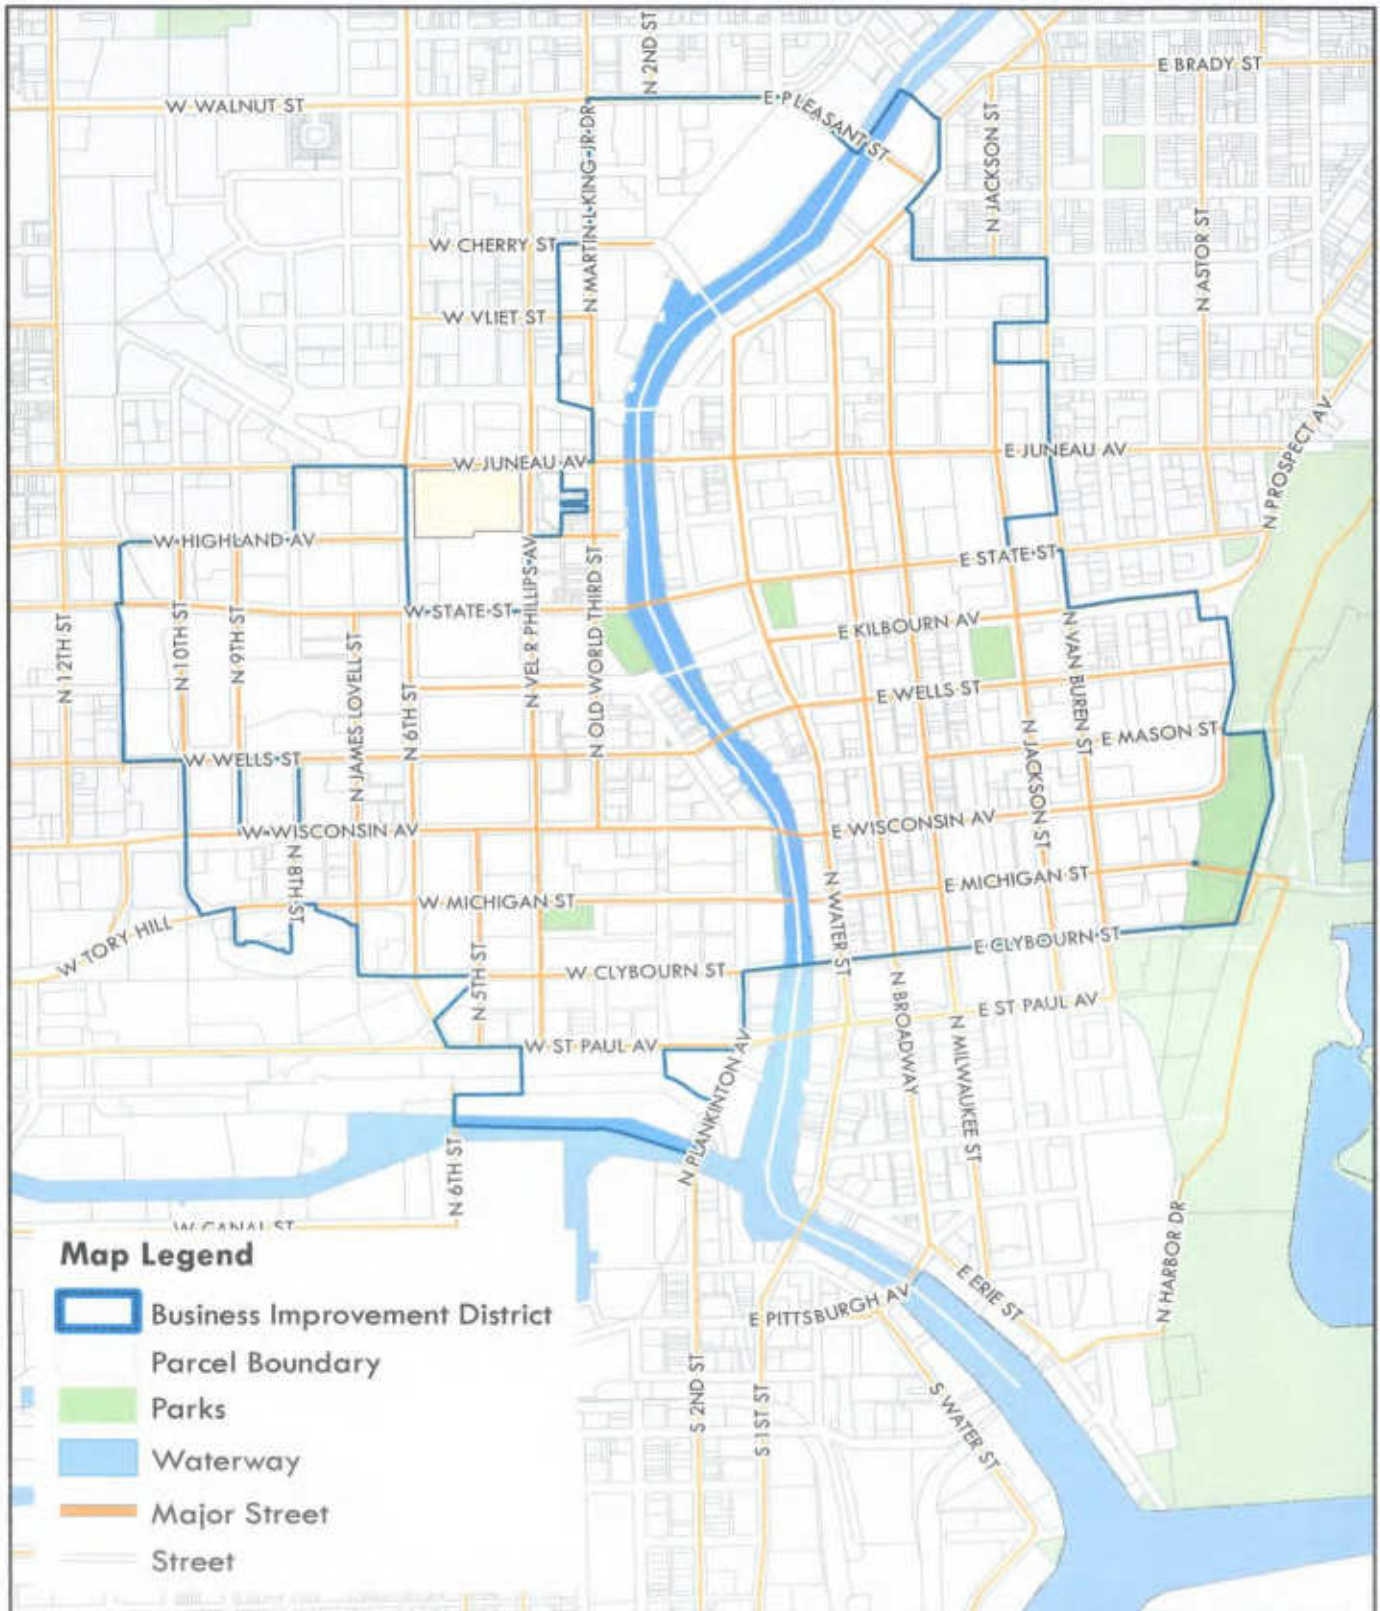 N 2ND ST
E BRADY ST
W WALNUT ST
E PLEASANT ST
N MARTIN L KING JR DR
N JACKSON ST
W CHERRY ST
N ASTOR ST
W VLIET ST
N PROSPECT AV
W JUNEAU AV
E JUNEAU AV
W HIGHLAND AV
E STATE ST
N VEL R PHILLIPS AV
N OLD WORLD THIRD ST
W STATE ST
N 12TH ST
N 10TH ST
N 9TH ST
N JAMES LOVELL ST
N 6TH ST
E KILBOURN AV
N VAN BUREN ST
E WELLS ST
E MASON ST
N JACKSON ST
W WELLS ST
W WISCONSIN AV
E WISCONSIN AV
N 8TH ST
E MICHIGAN ST
N WATER ST
W MICHIGAN ST
W TORY HILL
E CLYBOURN ST
N 5TH ST
W CLYBOURN ST
N BROADWAY
E ST PAUL AV
N MILWAUKEE ST
W ST PAUL AV
N PLANKINTON AV
N 6TH ST
W CANAL ST
N HARBOR DR
E ERIE ST
E PITTSBURGH AV
S 2ND ST
S 1ST ST
S WATER ST
Map Legend
Business Improvement District
Parcel Boundary
Parks
Waterway
Major Street
Street